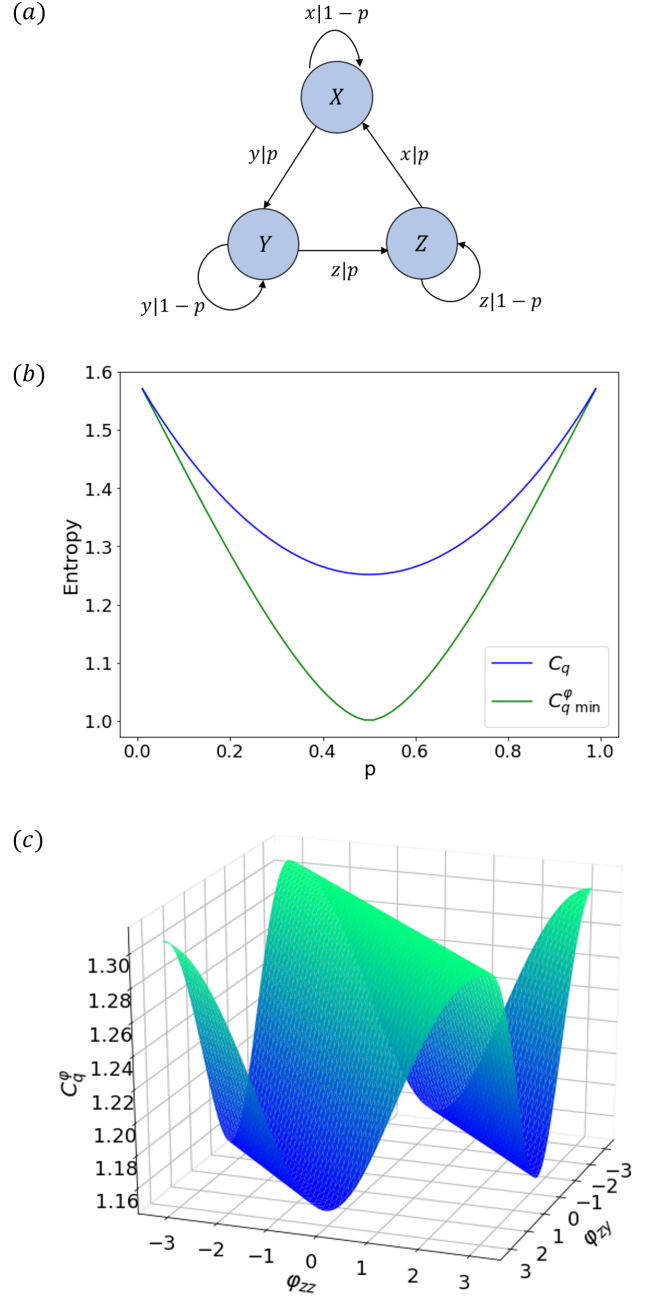 (a)
x|1 − p
X
y|p
x|p
Y
Z
z|p
y|1 − p
z|1 − p
(b)
1.6
1.5
1.4
1.3
1.2
1.1
1.0
Entropy
C_q
C_q^φ min
0.0 0.2 0.4 0.6 0.8 1.0
p
(c)
1.30
1.28
1.26
1.24
1.22
1.20
1.18
1.16
C_q^φ
−3 −2 −1 0 1 2 3
φ_zz
−3 −2 −1 0 1 2 3
φ_zy